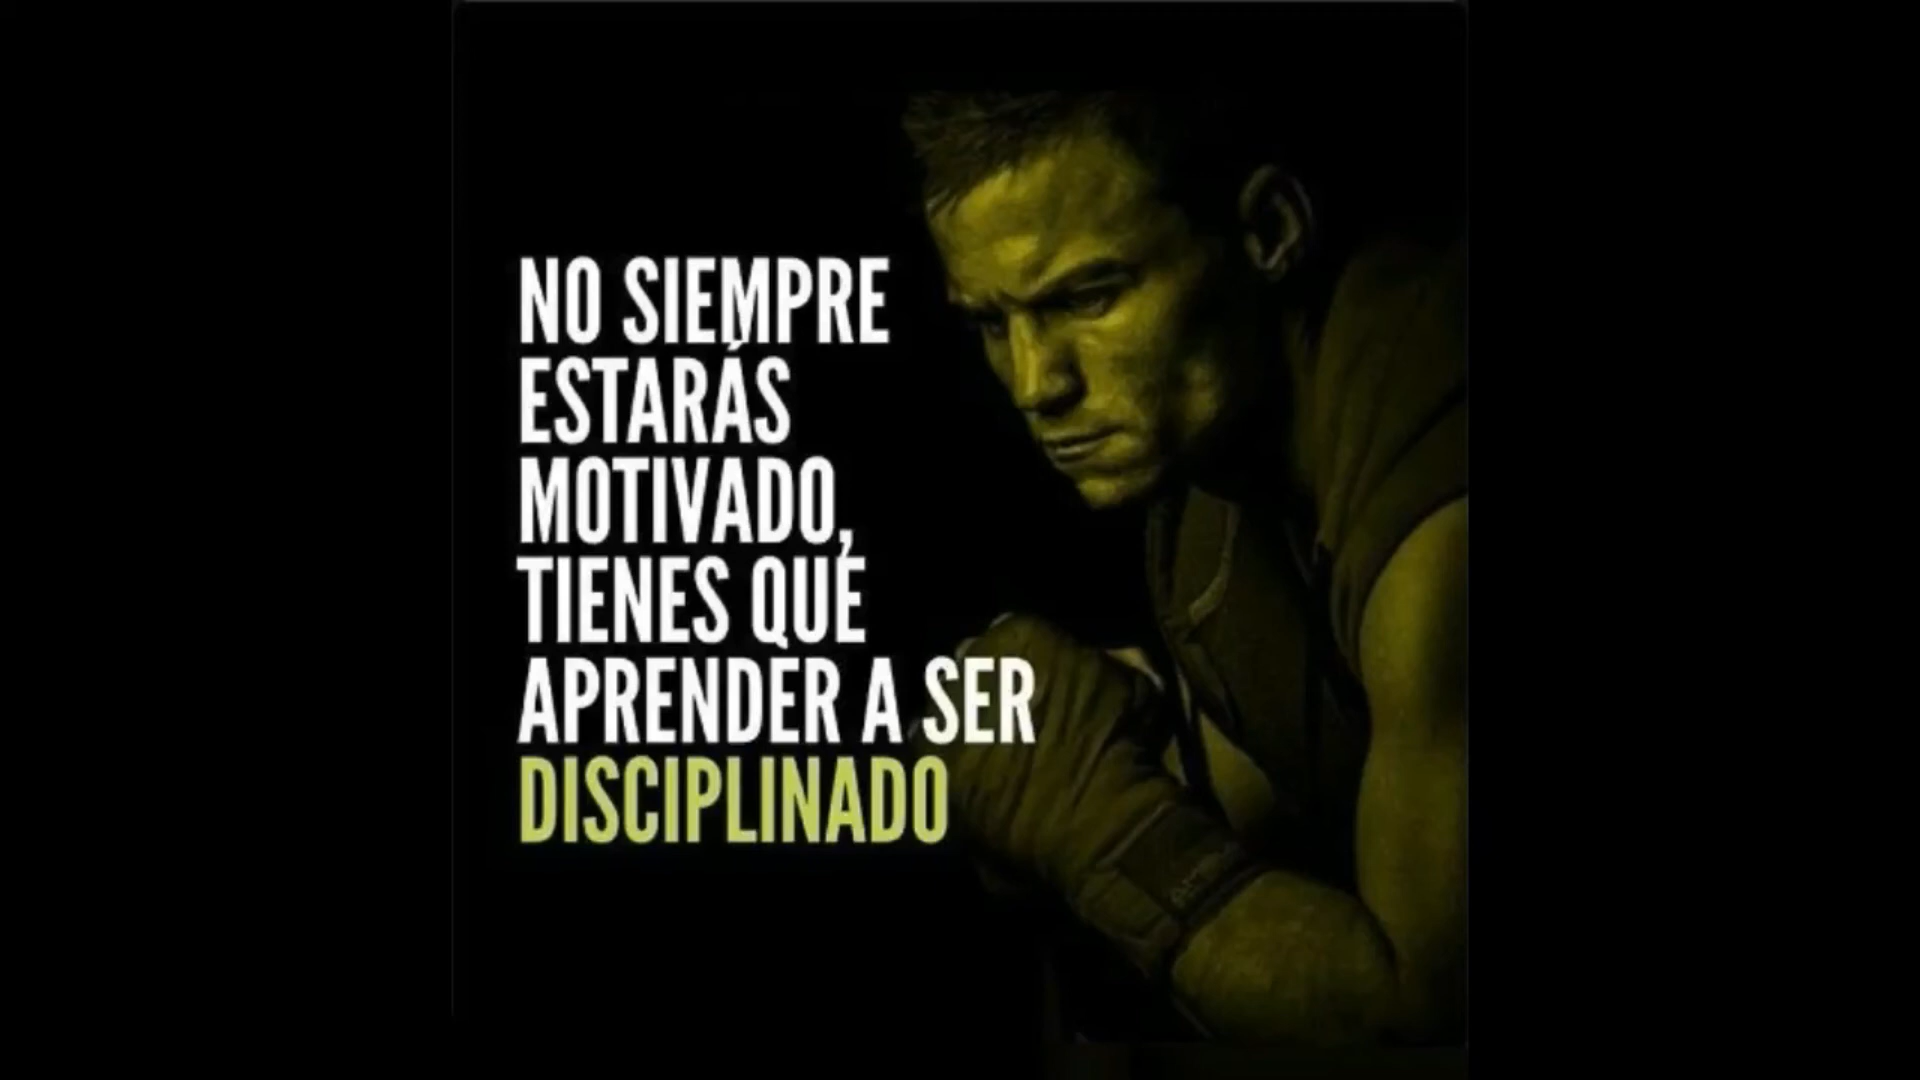 NO SIEMPRE
ESTARÁS
MOTIVADO,
TIENES QUE
APRENDER A SER
DISCIPLINADO